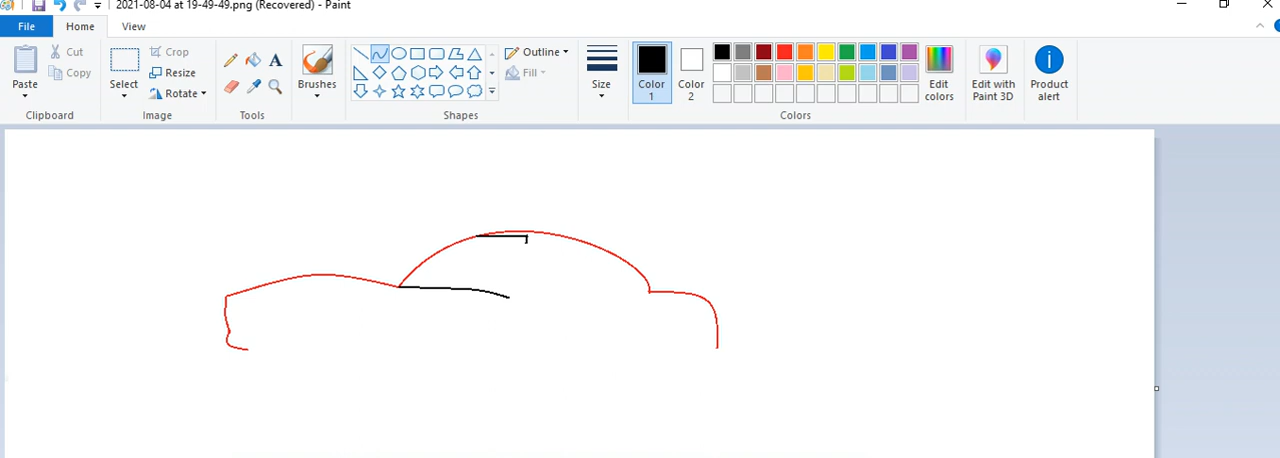 2021-08-04 at 19-49-49.png (Recovered) - Paint
File Home View
Paste
Cut
Copy
Clipboard
Select
Crop
Resize
Rotate
Image
A
Tools
Brushes
Outline
Fill
Shapes
Size
Color
1
Color
2
Edit
colors
Colors
Edit with
Paint 3D
Product
alert